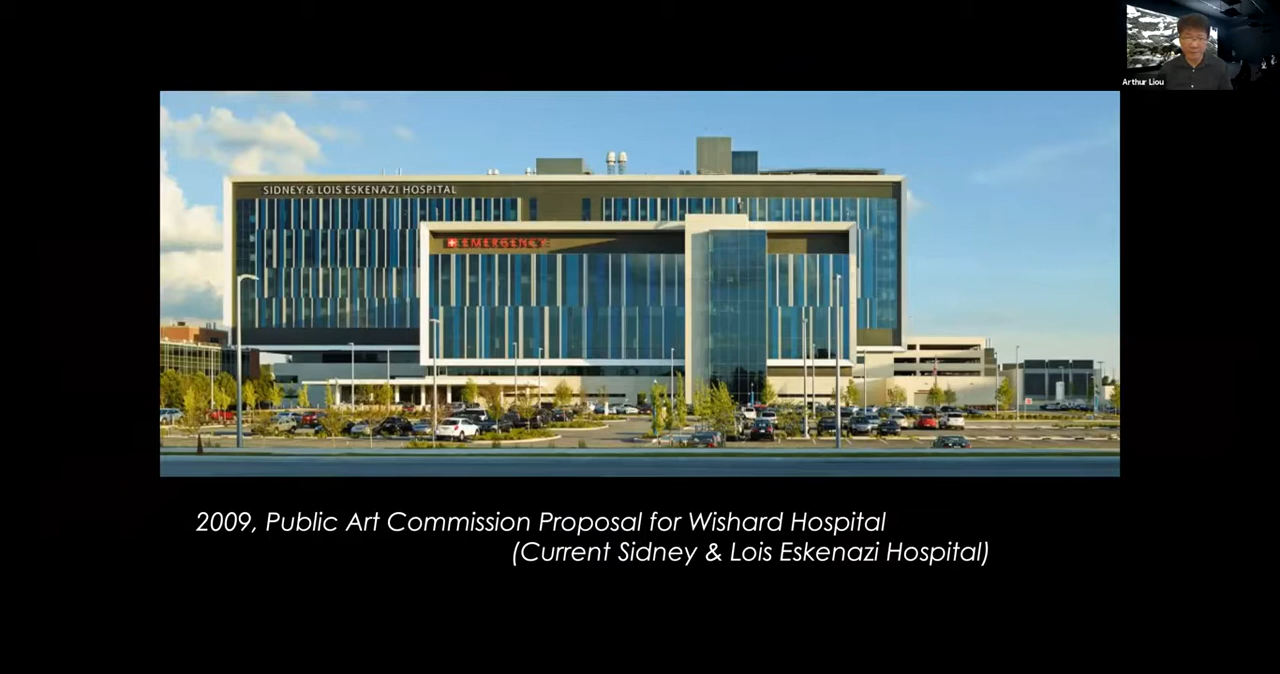 Arthur Liou
SIDNEY & LOIS ESKENAZI HOSPITAL
EMERGENCY
2009, Public Art Commission Proposal for Wishard Hospital
(Current Sidney & Lois Eskenazi Hospital)